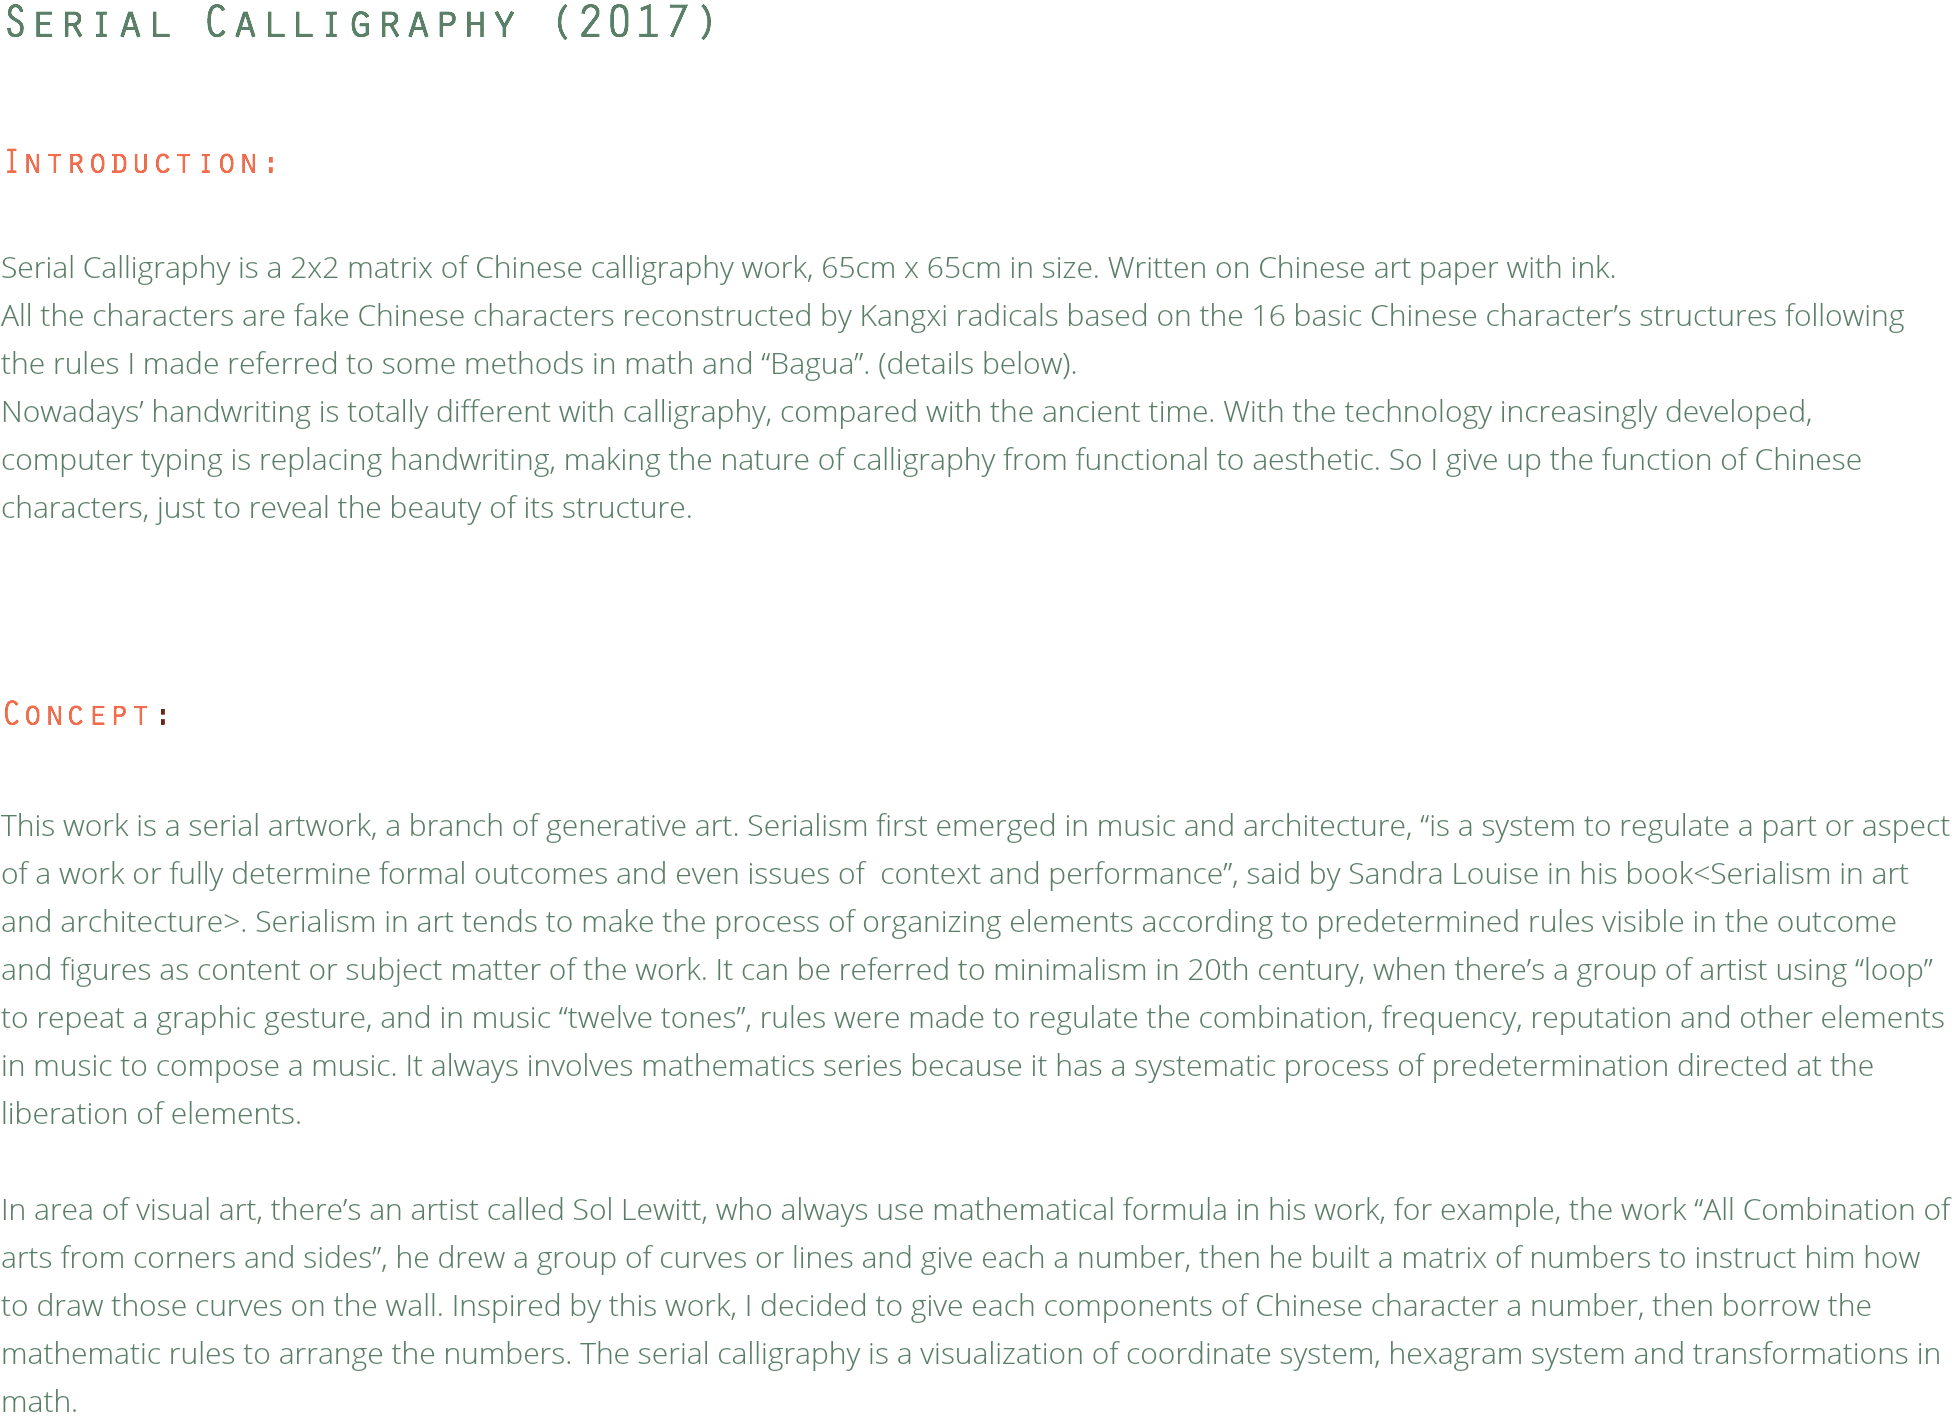 Serial Calligraphy (2017)
Introduction:
Serial Calligraphy is a 2x2 matrix of Chinese calligraphy work, 65cm x 65cm in size. Written on Chinese art paper with ink.
All the characters are fake Chinese characters reconstructed by Kangxi radicals based on the 16 basic Chinese character’s structures following
the rules I made referred to some methods in math and “Bagua”. (details below).
Nowadays’ handwriting is totally different with calligraphy, compared with the ancient time. With the technology increasingly developed,
computer typing is replacing handwriting, making the nature of calligraphy from functional to aesthetic. So I give up the function of Chinese
characters, just to reveal the beauty of its structure.
Concept:
This work is a serial artwork, a branch of generative art. Serialism first emerged in music and architecture, “is a system to regulate a part or aspect
of a work or fully determine formal outcomes and even issues of  context and performance”, said by Sandra Louise in his book<Serialism in art
and architecture>. Serialism in art tends to make the process of organizing elements according to predetermined rules visible in the outcome
and figures as content or subject matter of the work. It can be referred to minimalism in 20th century, when there’s a group of artist using “loop”
to repeat a graphic gesture, and in music “twelve tones”, rules were made to regulate the combination, frequency, reputation and other elements
in music to compose a music. It always involves mathematics series because it has a systematic process of predetermination directed at the
liberation of elements.
In area of visual art, there’s an artist called Sol Lewitt, who always use mathematical formula in his work, for example, the work “All Combination of
arts from corners and sides”, he drew a group of curves or lines and give each a number, then he built a matrix of numbers to instruct him how
to draw those curves on the wall. Inspired by this work, I decided to give each components of Chinese character a number, then borrow the
mathematic rules to arrange the numbers. The serial calligraphy is a visualization of coordinate system, hexagram system and transformations in
math.